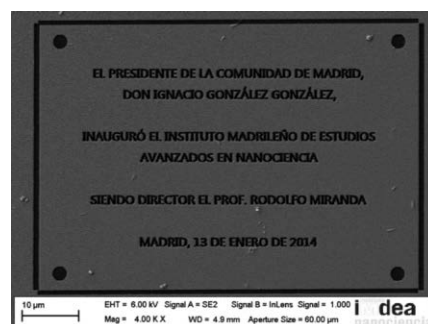 EL PRESIDENTE DE LA COMUNIDAD DE MADRID,
DON IGNACIO GONZÁLEZ GONZÁLEZ,
INAUGURÓ EL INSTITUTO MADRILEÑO DE ESTUDIOS
AVANZADOS EN NANOCIENCIA
SIENDO DIRECTOR EL PROF. RODOLFO MIRANDA
MADRID, 13 DE ENERO DE 2014
10 µm
EHT = 6.00 kV Signal A = SE2 Signal B = InLens Signal = 1.000
Mag = 4.00 K X WD = 4.9 mm Aperture Size = 60.00 µm
i dea
nanociencia